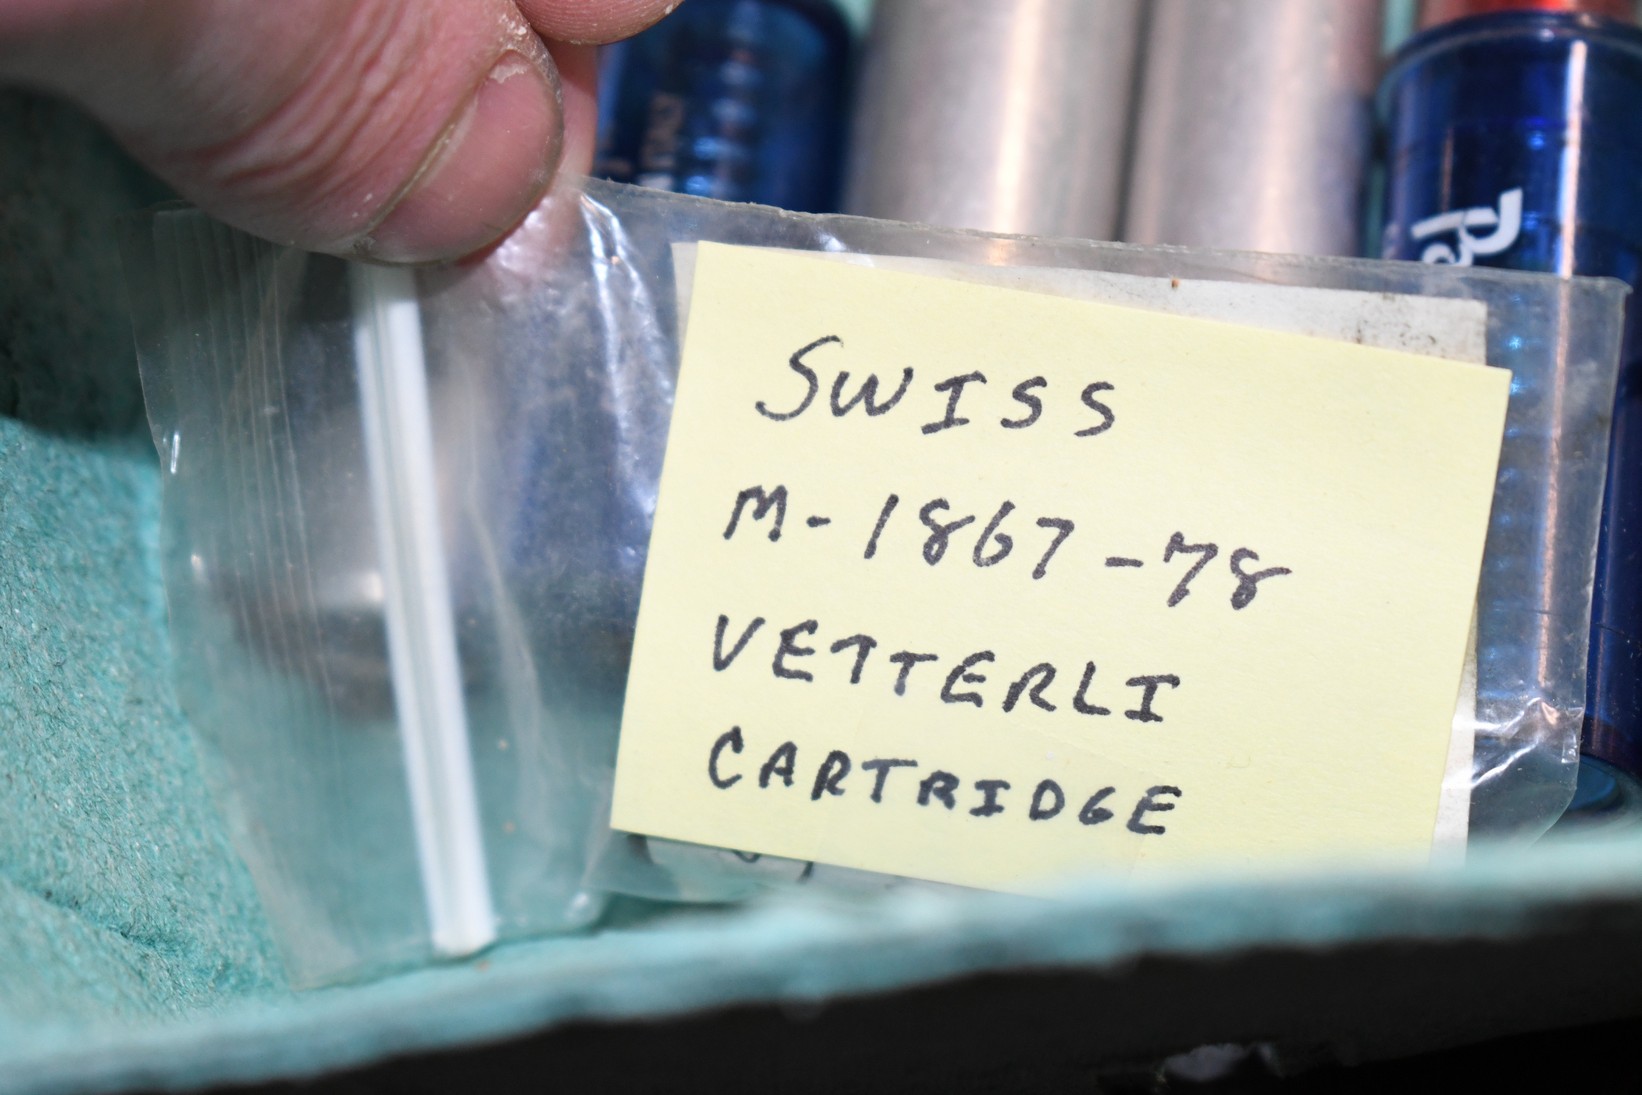 SWISS
M-1867-78
VETTERLI
CARTRIDGE